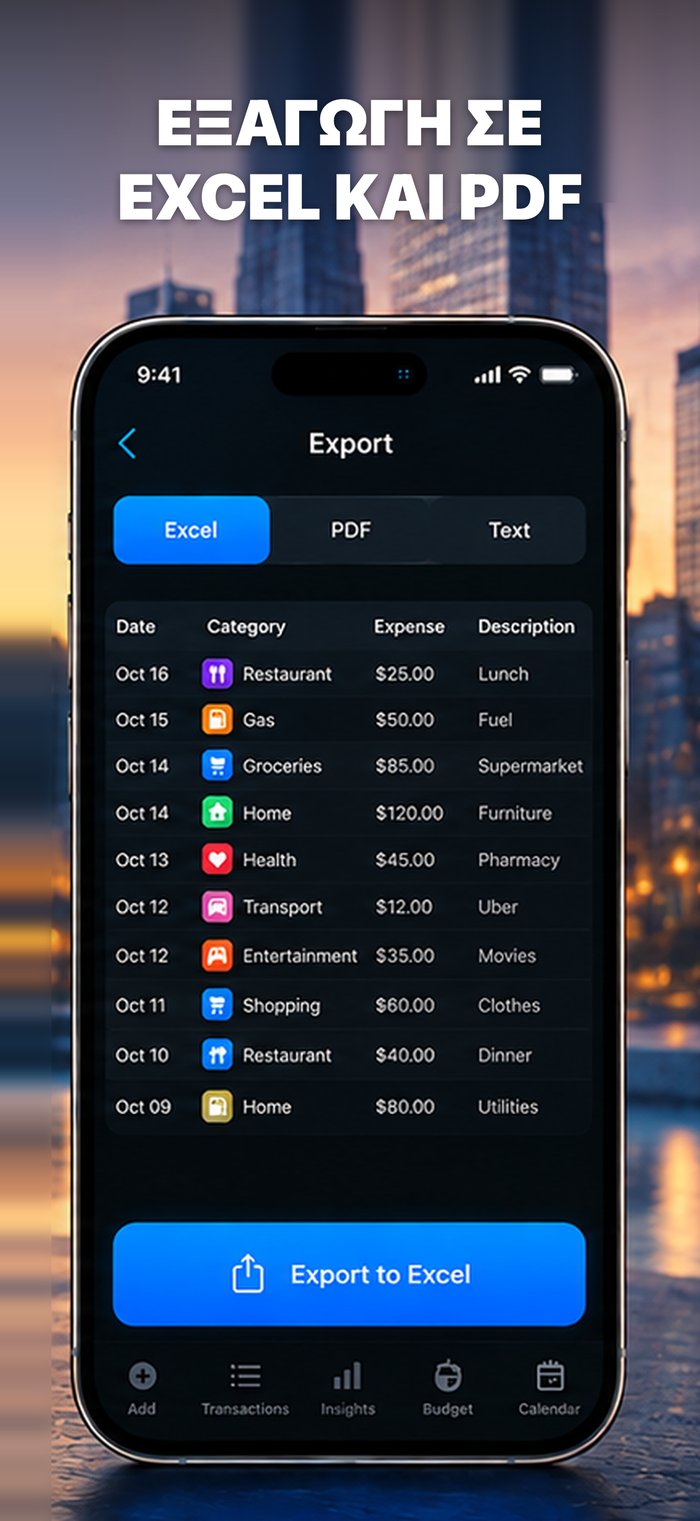 ΕΞΑΓΩΓΗ ΣΕ
EXCEL ΚΑΙ PDF
9:41
Export
Excel PDF Text
Date Category Expense Description
Oct 16 Restaurant $25.00 Lunch
Oct 15 Gas $50.00 Fuel
Oct 14 Groceries $85.00 Supermarket
Oct 14 Home $120.00 Furniture
Oct 13 Health $45.00 Pharmacy
Oct 12 Transport $12.00 Uber
Oct 12 Entertainment $35.00 Movies
Oct 11 Shopping $60.00 Clothes
Oct 10 Restaurant $40.00 Dinner
Oct 09 Home $80.00 Utilities
Export to Excel
Add Transactions Insights Budget Calendar